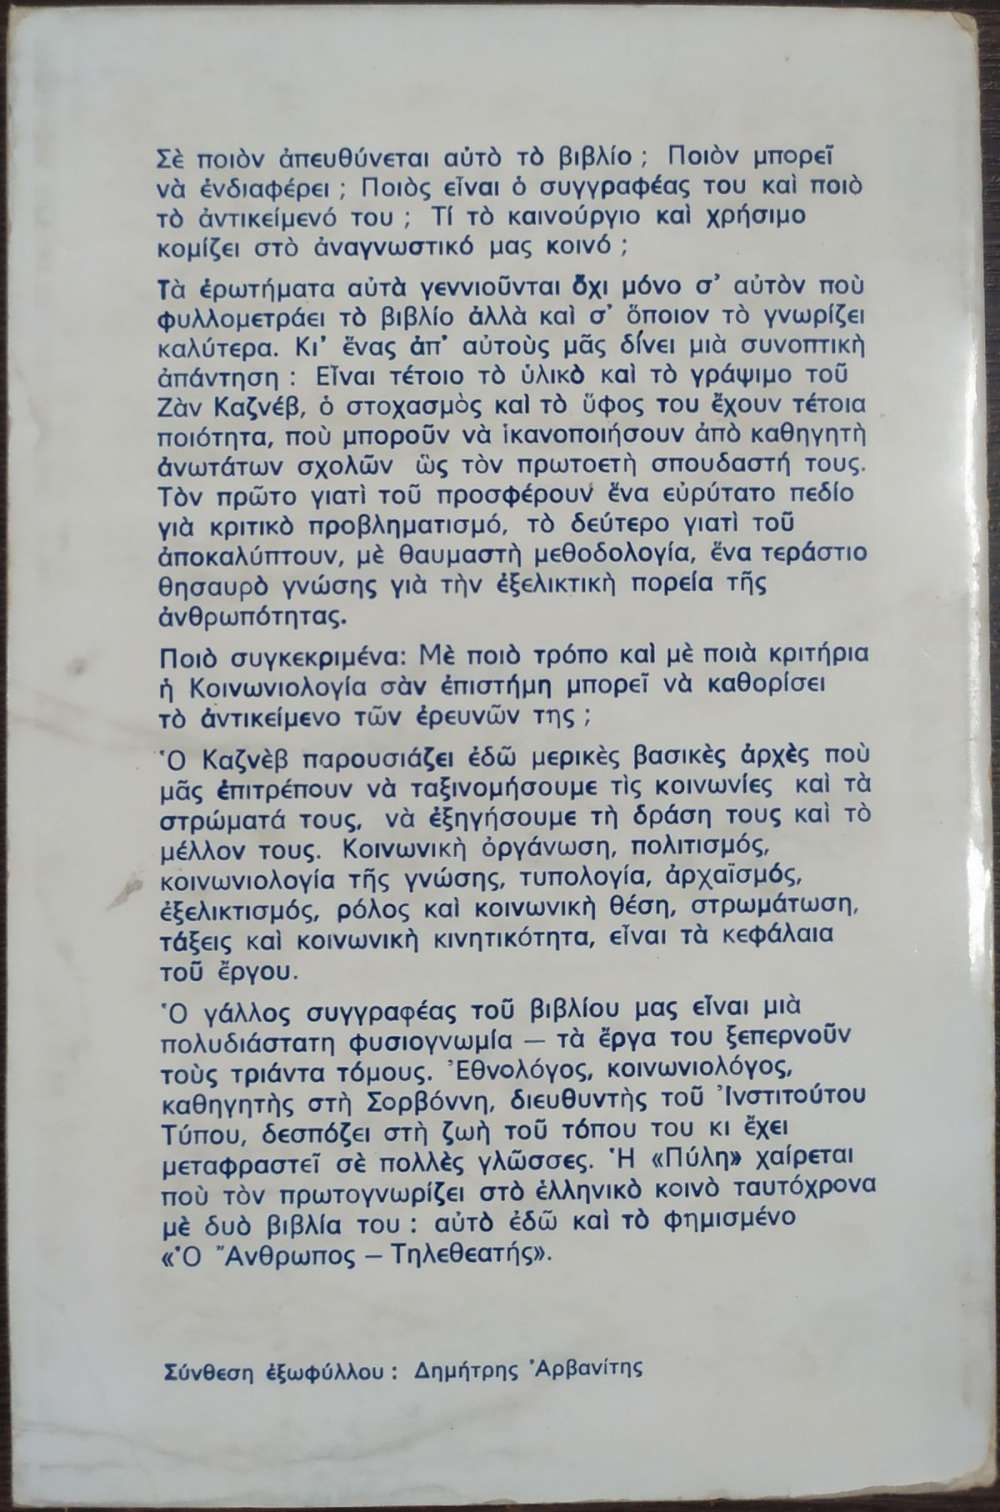 Σὲ ποιὸν ἀπευθύνεται αὐτὸ τὸ βιβλίο ; Ποιὸν μπορεῖ
νὰ ἐνδιαφέρει ; Ποιὸς εἶναι ὁ συγγραφέας του καὶ ποιὸ
τὸ ἀντικείμενό του ; Τί τὸ καινούργιο καὶ χρήσιμο
κομίζει στὸ ἀναγνωστικό μας κοινό ;
Τὰ ἐρωτήματα αὐτὰ γεννιοῦνται ὄχι μόνο σ' αὐτὸν ποὺ
φυλλομετράει τὸ βιβλίο ἀλλὰ καὶ σ' ὅποιον τὸ γνωρίζει
καλύτερα. Κι' ἕνας ἀπ' αὐτοὺς μᾶς δίνει μιὰ συνοπτικὴ
ἀπάντηση : Εἶναι τέτοιο τὸ ὑλικὸ καὶ τὸ γράψιμο τοῦ
Ζὰν Καζνέβ, ὁ στοχασμὸς καὶ τὸ ὕφος του ἔχουν τέτοια
ποιότητα, ποὺ μποροῦν νὰ ἱκανοποιήσουν ἀπὸ καθηγητὴ
ἀνωτάτων σχολῶν ὣς τὸν πρωτοετὴ σπουδαστή τους.
Τὸν πρῶτο γιατὶ τοῦ προσφέρουν ἕνα εὐρύτατο πεδίο
γιὰ κριτικὸ προβληματισμό, τὸ δεύτερο γιατὶ τοῦ
ἀποκαλύπτουν, μὲ θαυμαστὴ μεθοδολογία, ἕνα τεράστιο
θησαυρὸ γνώσης γιὰ τὴν ἐξελικτικὴ πορεία τῆς
ἀνθρωπότητας.
Ποιὸ συγκεκριμένα: Μὲ ποιὸ τρόπο καὶ μὲ ποιὰ κριτήρια
ἡ Κοινωνιολογία σὰν ἐπιστήμη μπορεῖ νὰ καθορίσει
τὸ ἀντικείμενο τῶν ἐρευνῶν της ;
Ὁ Καζνὲβ παρουσιάζει ἐδῶ μερικὲς βασικὲς ἀρχὲς ποὺ
μᾶς ἐπιτρέπουν νὰ ταξινομήσουμε τὶς κοινωνίες καὶ τὰ
στρώματά τους, νὰ ἐξηγήσουμε τὴ δράση τους καὶ τὸ
μέλλον τους. Κοινωνικὴ ὀργάνωση, πολιτισμός,
κοινωνιολογία τῆς γνώσης, τυπολογία, ἀρχαϊσμός,
ἐξελικτισμός, ρόλος καὶ κοινωνικὴ θέση, στρωμάτωση,
τάξεις καὶ κοινωνικὴ κινητικότητα, εἶναι τὰ κεφάλαια
τοῦ ἔργου.
Ὁ γάλλος συγγραφέας τοῦ βιβλίου μας εἶναι μιὰ
πολυδιάστατη φυσιογνωμία — τὰ ἔργα του ξεπερνοῦν
τοὺς τριάντα τόμους. Ἐθνολόγος, κοινωνιολόγος,
καθηγητὴς στὴ Σορβόννη, διευθυντὴς τοῦ Ἰνστιτούτου
Τύπου, δεσπόζει στὴ ζωὴ τοῦ τόπου του κι ἔχει
μεταφραστεῖ σὲ πολλὲς γλῶσσες. Ἡ «Πύλη» χαίρεται
ποὺ τὸν πρωτογνωρίζει στὸ ἑλληνικὸ κοινὸ ταυτόχρονα
μὲ δυὸ βιβλία του : αὐτὸ ἐδῶ καὶ τὸ φημισμένο
«Ὁ Ἄνθρωπος — Τηλεθεατής».
Σύνθεση ἐξωφύλλου : Δημήτρης Ἀρβανίτης